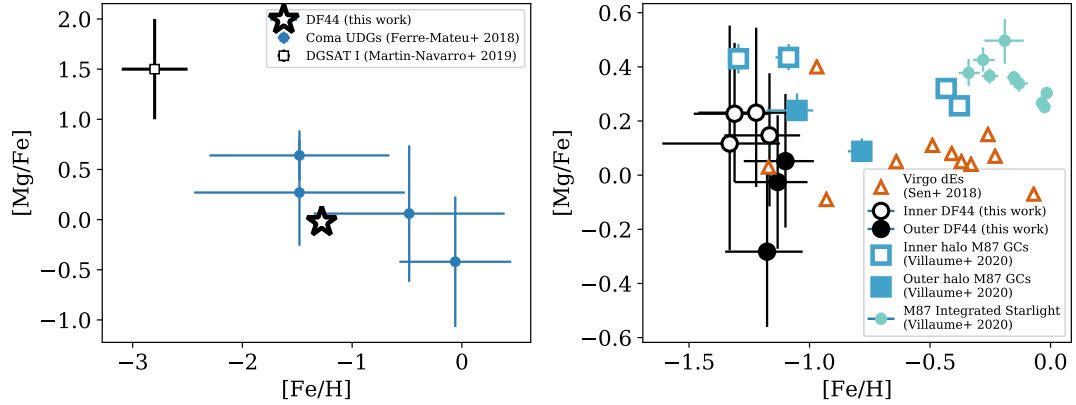 DF44 (this work)
Coma UDGs (Ferre-Mateu+ 2018)
DGSAT I (Martin-Navarro+ 2019)
2.0
1.5
1.0
0.5
0.0
−0.5
−1.0
[Mg/Fe]
−3
−2
−1
0
[Fe/H]
0.6
0.4
0.2
0.0
−0.2
−0.4
−0.6
[Mg/Fe]
Virgo dEs
(Sen+ 2018)
Inner DF44 (this work)
Outer DF44 (this work)
Inner halo M87 GCs
(Villaume+ 2020)
Outer halo M87 GCs
(Villaume+ 2020)
M87 Integrated Starlight
(Villaume+ 2020)
−1.5
−1.0
−0.5
0.0
[Fe/H]